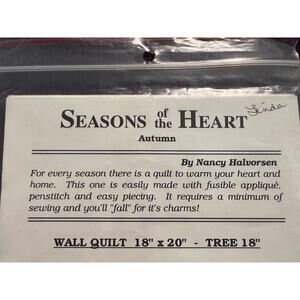 SEASONS of the HEART
Linda
Autumn
By Nancy Halvorsen
For every season there is a quilt to warm your heart and
home. This one is easily made with fusible appliqué,
penstitch and easy piecing. It requires a minimum of
sewing and you'll "fall" for it's charms!
WALL QUILT 18" x 20" - TREE 18"